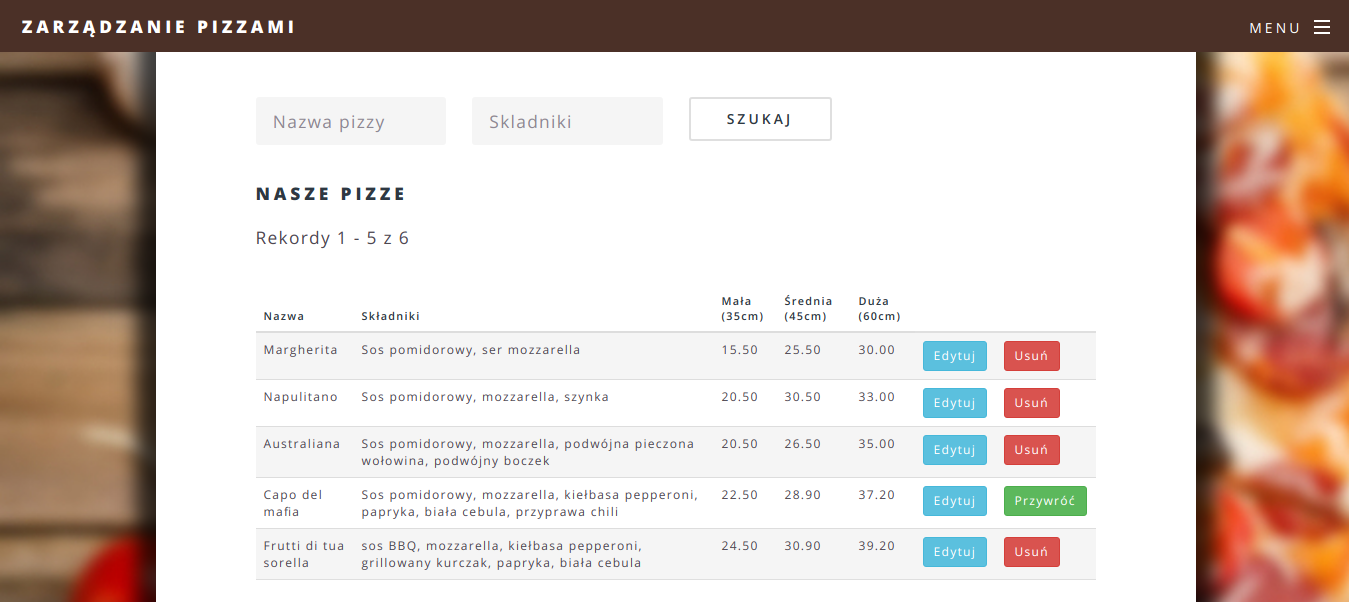 ZARZĄDZANIE PIZZAMI
MENU
Nazwa pizzy
Skladniki
SZUKAJ
NASZE PIZZE
Rekordy 1 - 5 z 6
Nazwa Składniki Mała (35cm) Średnia (45cm) Duża (60cm)
Margherita Sos pomidorowy, ser mozzarella 15.50 25.50 30.00 Edytuj Usuń
Napulitano Sos pomidorowy, mozzarella, szynka 20.50 30.50 33.00 Edytuj Usuń
Australiana Sos pomidorowy, mozzarella, podwójna pieczona 20.50 26.50 35.00 Edytuj Usuń
wołowina, podwójny boczek
Capo del Sos pomidorowy, mozzarella, kiełbasa pepperoni, 22.50 28.90 37.20 Edytuj Przywróć
mafia papryka, biała cebula, przyprawa chili
Frutti di tua sos BBQ, mozzarella, kiełbasa pepperoni, 24.50 30.90 39.20 Edytuj Usuń
sorella grillowany kurczak, papryka, biała cebula